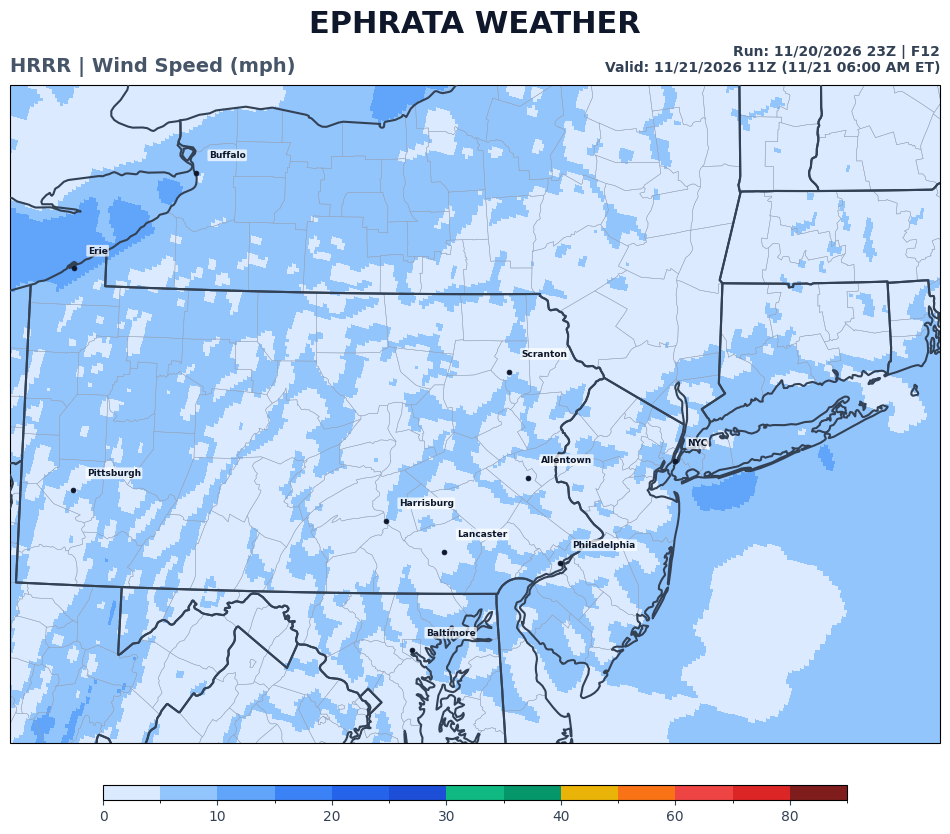 EPHRATA WEATHER
HRRR | Wind Speed (mph)
Run: 11/20/2026 23Z | F12
Valid: 11/21/2026 11Z (11/21 06:00 AM ET)
Buffalo
Erie
Scranton
NYC
Allentown
Pittsburgh
Harrisburg
Lancaster
Philadelphia
Baltimore
0 10 20 30 40 50 60 70 80